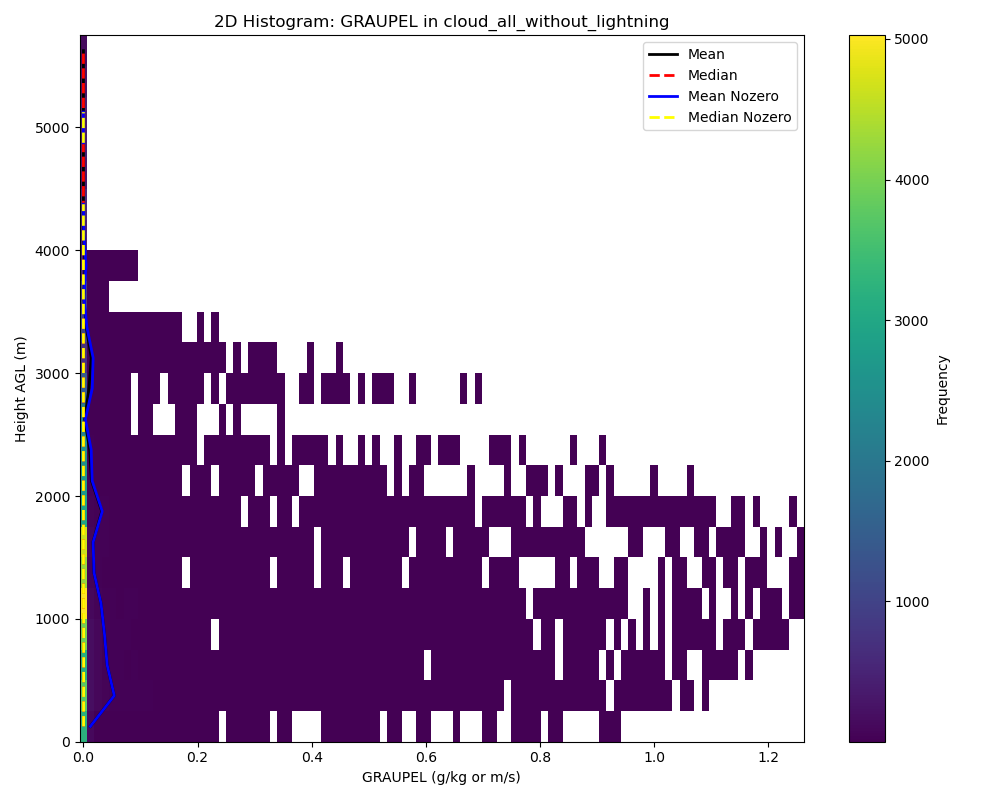 2D Histogram: GRAUPEL in cloud_all_without_lightning
Mean
Median
Mean Nozero
Median Nozero
5000
4000
3000
2000
1000
0
Height AGL (m)
0.0
0.2
0.4
0.6
0.8
1.0
1.2
GRAUPEL (g/kg or m/s)
5000
4000
3000
2000
1000
Frequency